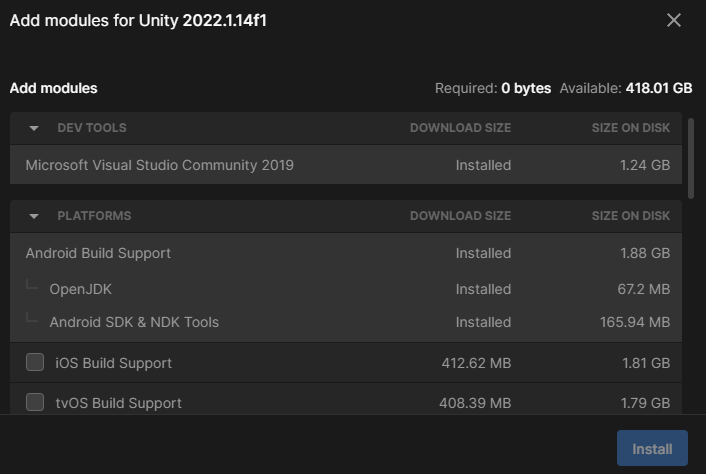 Add modules for Unity 2022.1.14f1
Add modules Required: 0 bytes Available: 418.01 GB
DEV TOOLS DOWNLOAD SIZE SIZE ON DISK
Microsoft Visual Studio Community 2019 Installed 1.24 GB
PLATFORMS DOWNLOAD SIZE SIZE ON DISK
Android Build Support Installed 1.88 GB
OpenJDK Installed 67.2 MB
Android SDK & NDK Tools Installed 165.94 MB
iOS Build Support 412.62 MB 1.81 GB
tvOS Build Support 408.39 MB 1.79 GB
Install